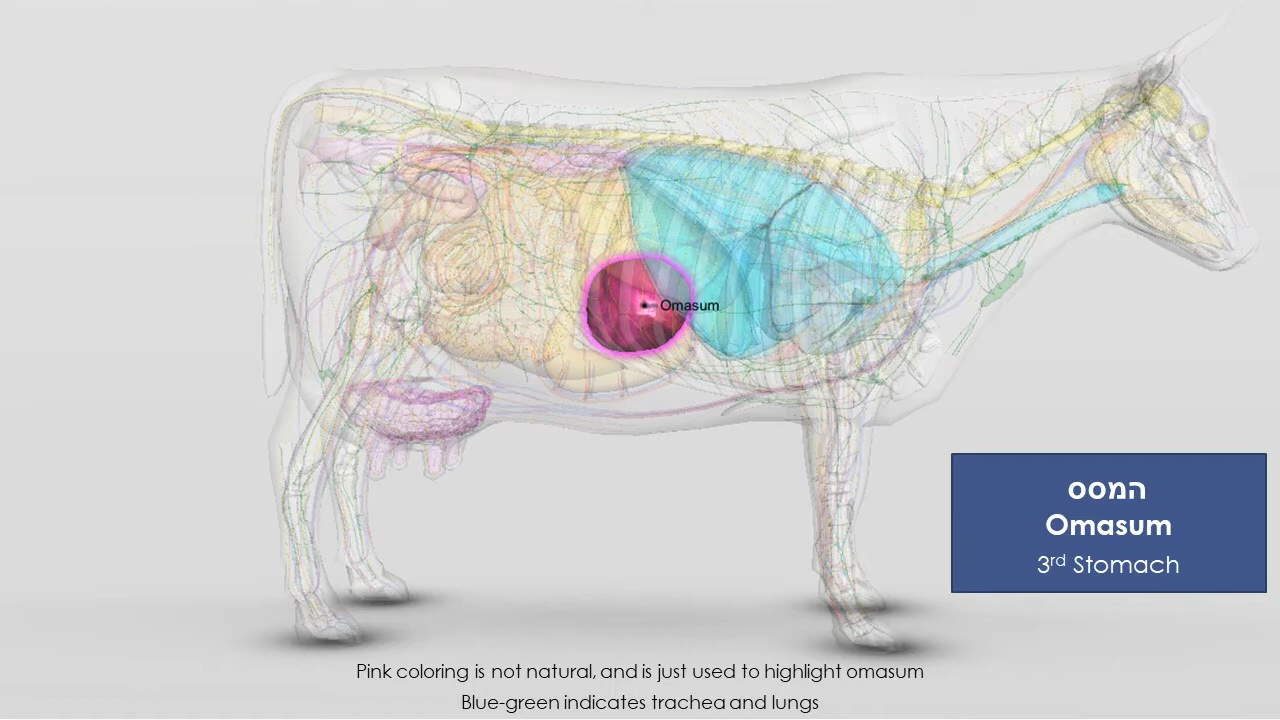 Omasum
המסס
Omasum
3rd Stomach
Pink coloring is not natural, and is just used to highlight omasum
Blue-green indicates trachea and lungs